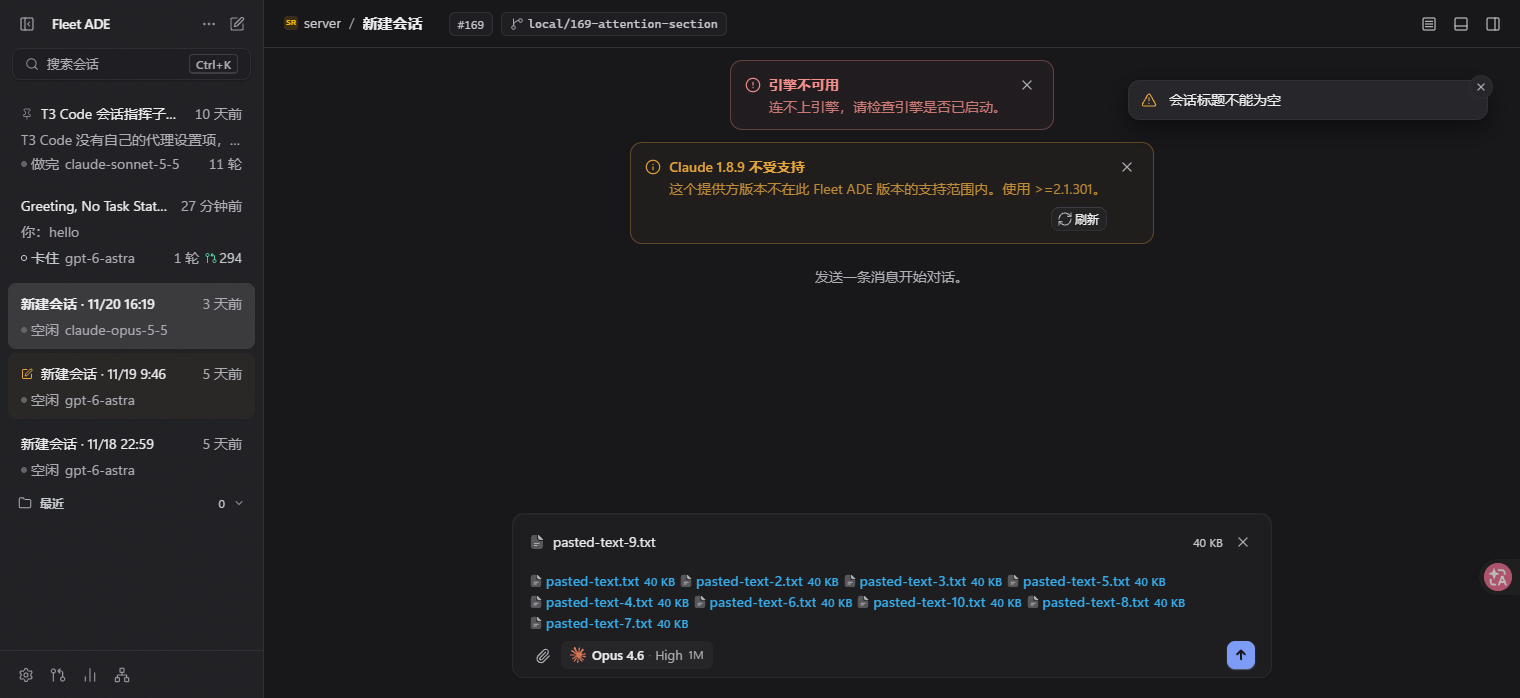 Fleet ADE
搜索会话 Ctrl+K
T3 Code 会话指挥子... 10 天前
T3 Code 没有自己的代理设置项，...
做完 claude-sonnet-5-5 11 轮
Greeting, No Task Stat... 27 分钟前
你：hello
卡住 gpt-6-astra 1 轮 294
新建会话 · 11/20 16:19 3 天前
空闲 claude-opus-5-5
新建会话 · 11/19 9:46 5 天前
空闲 gpt-6-astra
新建会话 · 11/18 22:59 5 天前
空闲 gpt-6-astra
最近 0
SR server / 新建会话 #169 local/169-attention-section
引擎不可用
连不上引擎，请检查引擎是否已启动。
会话标题不能为空
Claude 1.8.9 不受支持
这个提供方版本不在此 Fleet ADE 版本的支持范围内。使用 >=2.1.301。
刷新
发送一条消息开始对话。
pasted-text-9.txt 40 KB
pasted-text.txt 40 KB pasted-text-2.txt 40 KB pasted-text-3.txt 40 KB pasted-text-5.txt 40 KB
pasted-text-4.txt 40 KB pasted-text-6.txt 40 KB pasted-text-10.txt 40 KB pasted-text-8.txt 40 KB
pasted-text-7.txt 40 KB
Opus 4.6 · High 1M